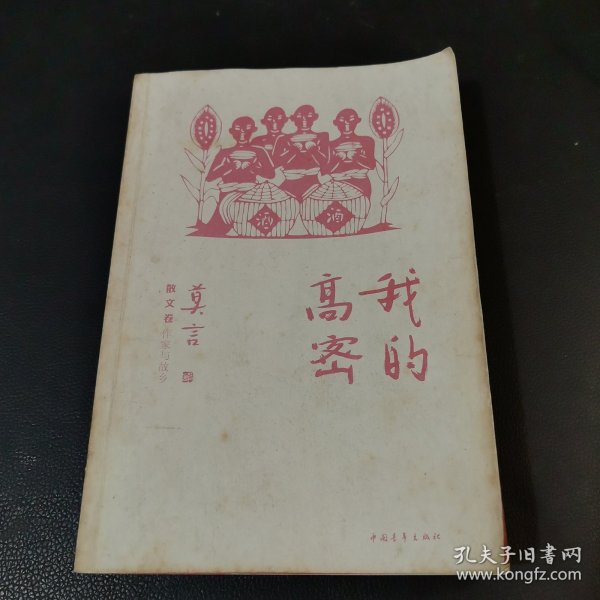 酒
酒
我的
高密
莫言
散文卷
作家与故乡
中国青年出版社
孔夫子旧书网
www.kongfz.com